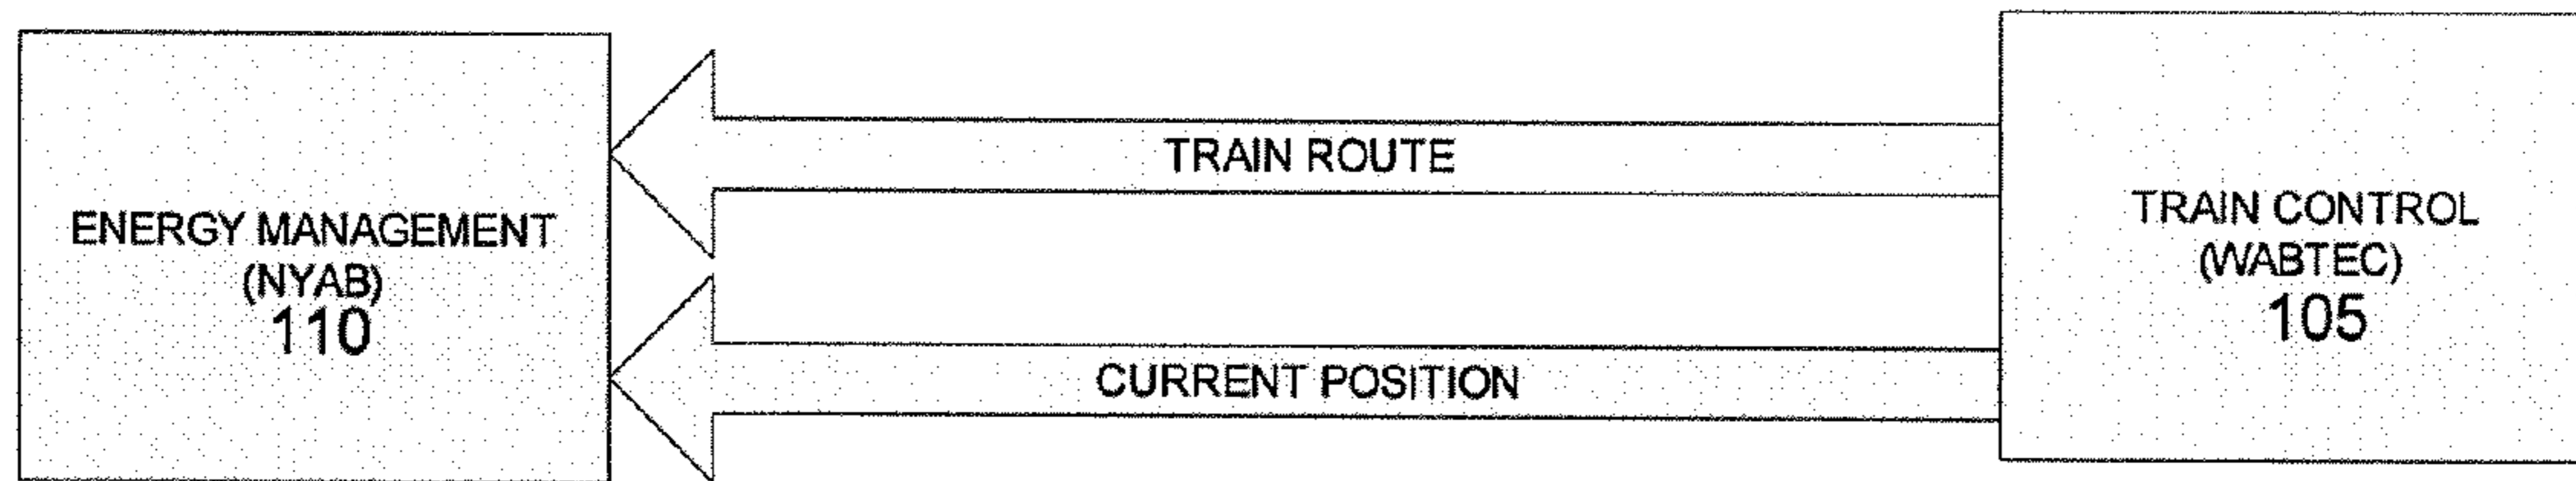 ENERGY MANAGEMENT
(NYAB)
110
TRAIN ROUTE
CURRENT POSITION
TRAIN CONTROL
(WABTEC)
105